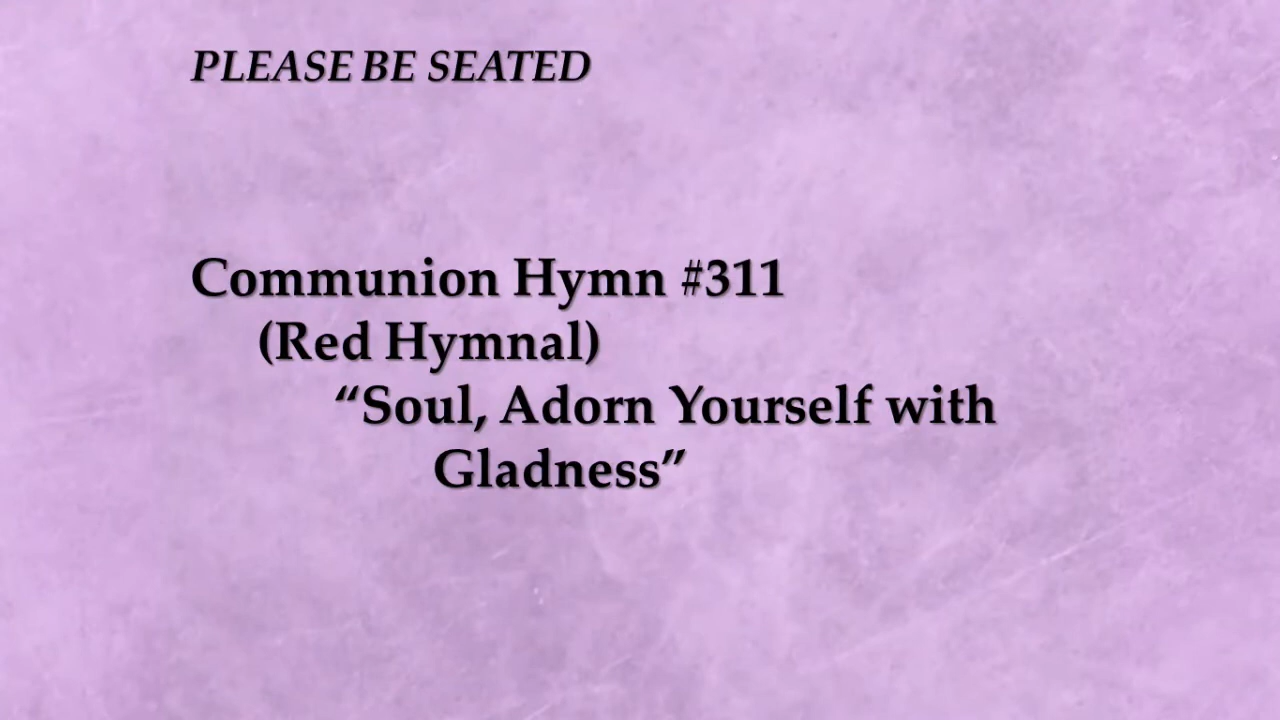 PLEASE BE SEATED
Communion Hymn #311
(Red Hymnal)
“Soul, Adorn Yourself with
Gladness”